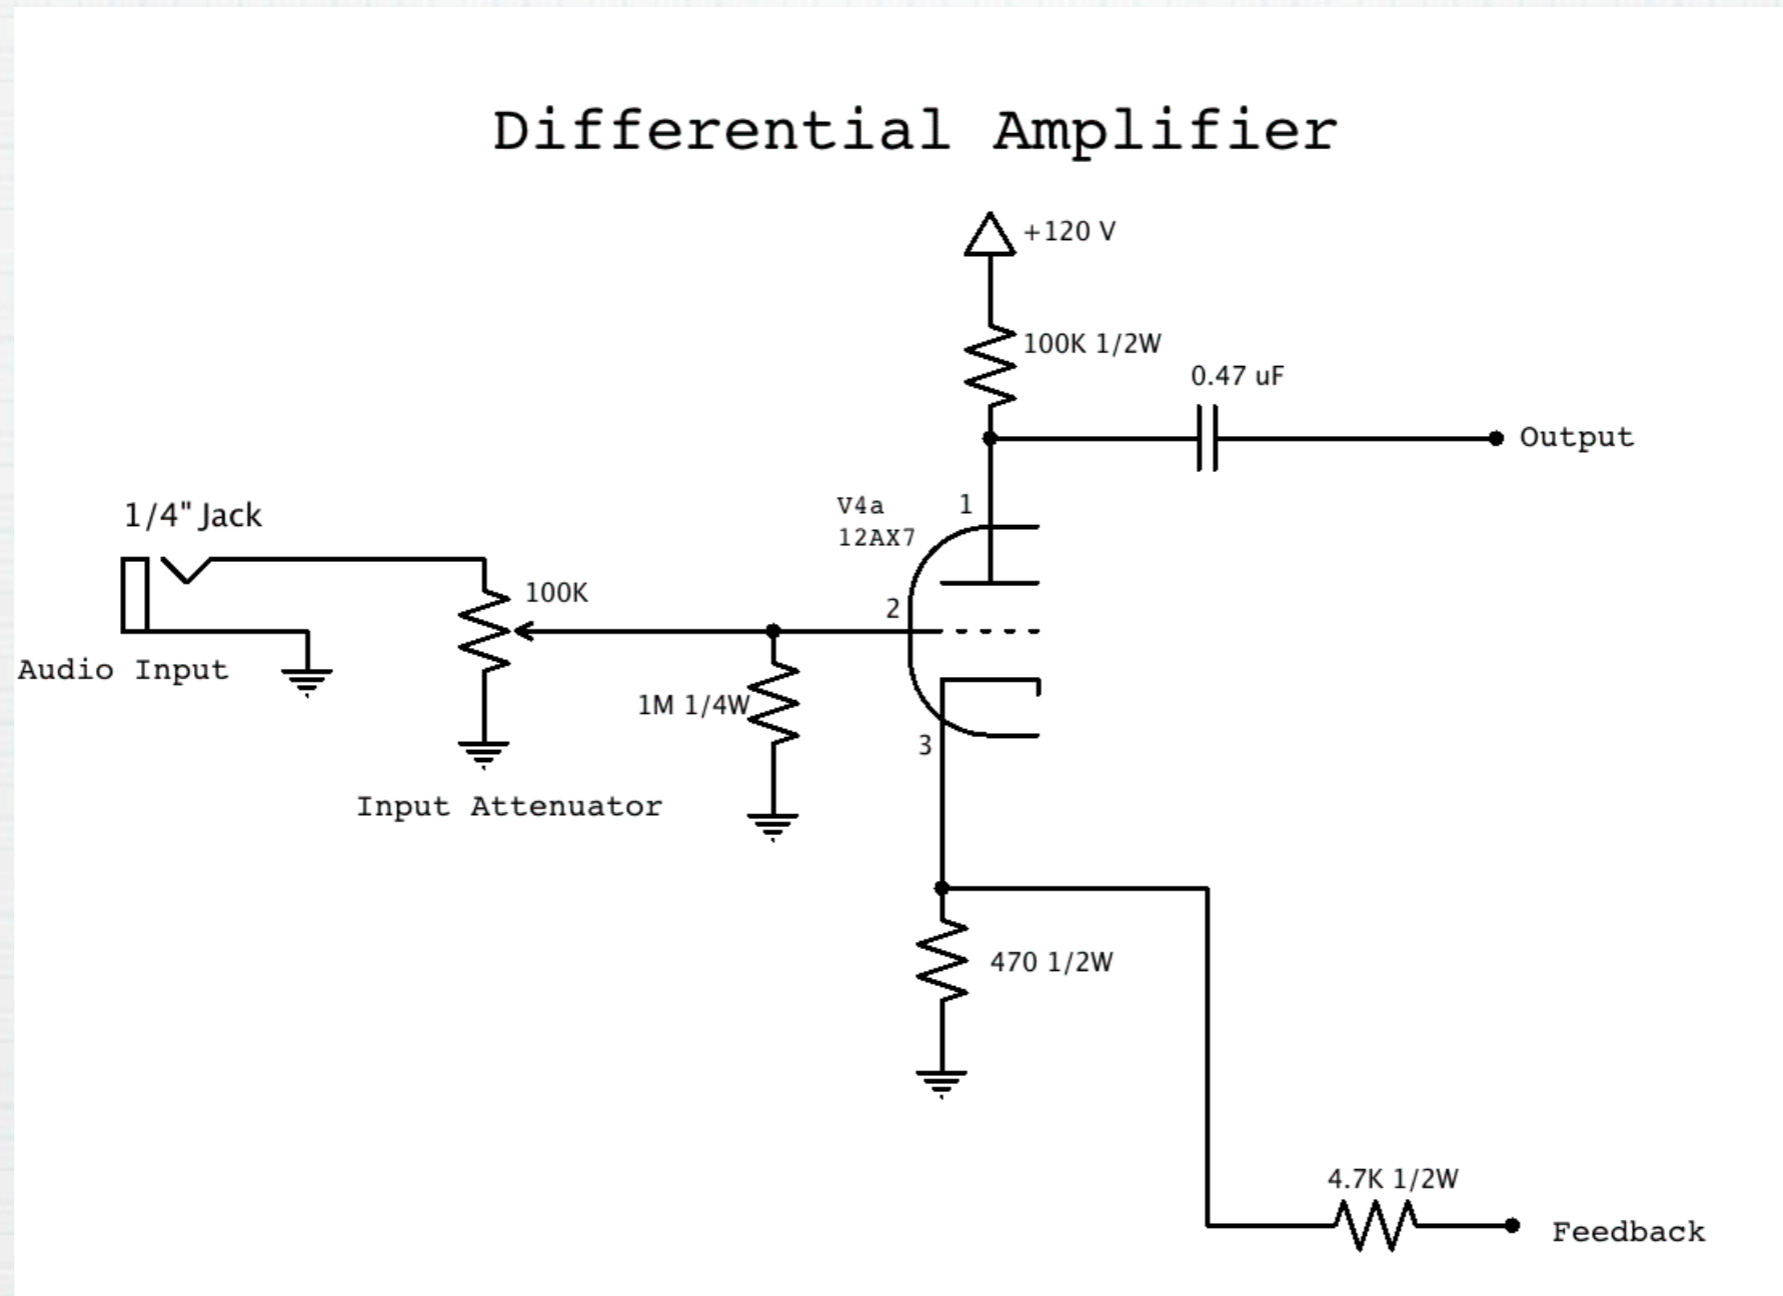 Differential Amplifier
+120 V
100K 1/2W
0.47 uF
Output
V4a
12AX7
1
1/4" Jack
100K
2
Audio Input
1M 1/4W
3
Input Attenuator
470 1/2W
4.7K 1/2W
Feedback